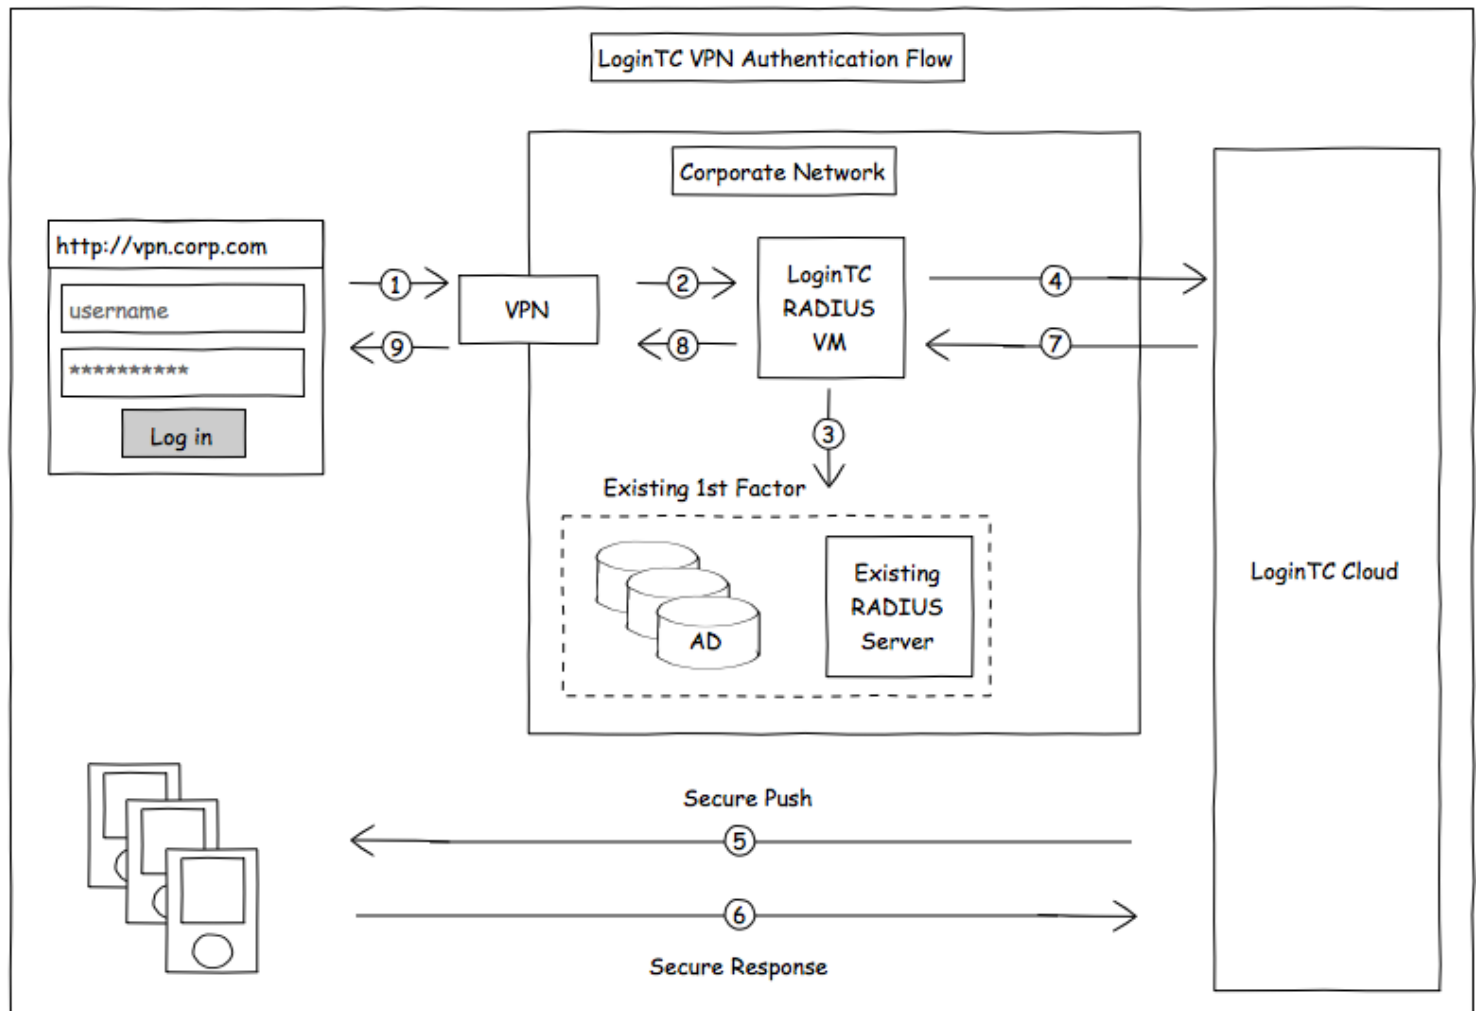 LoginTC VPN Authentication Flow
Corporate Network
http://vpn.corp.com
username
**********
Log in
1
9
VPN
2
8
LoginTC
RADIUS
VM
4
7
3
Existing 1st Factor
AD
Existing
RADIUS
Server
LoginTC Cloud
Secure Push
5
6
Secure Response